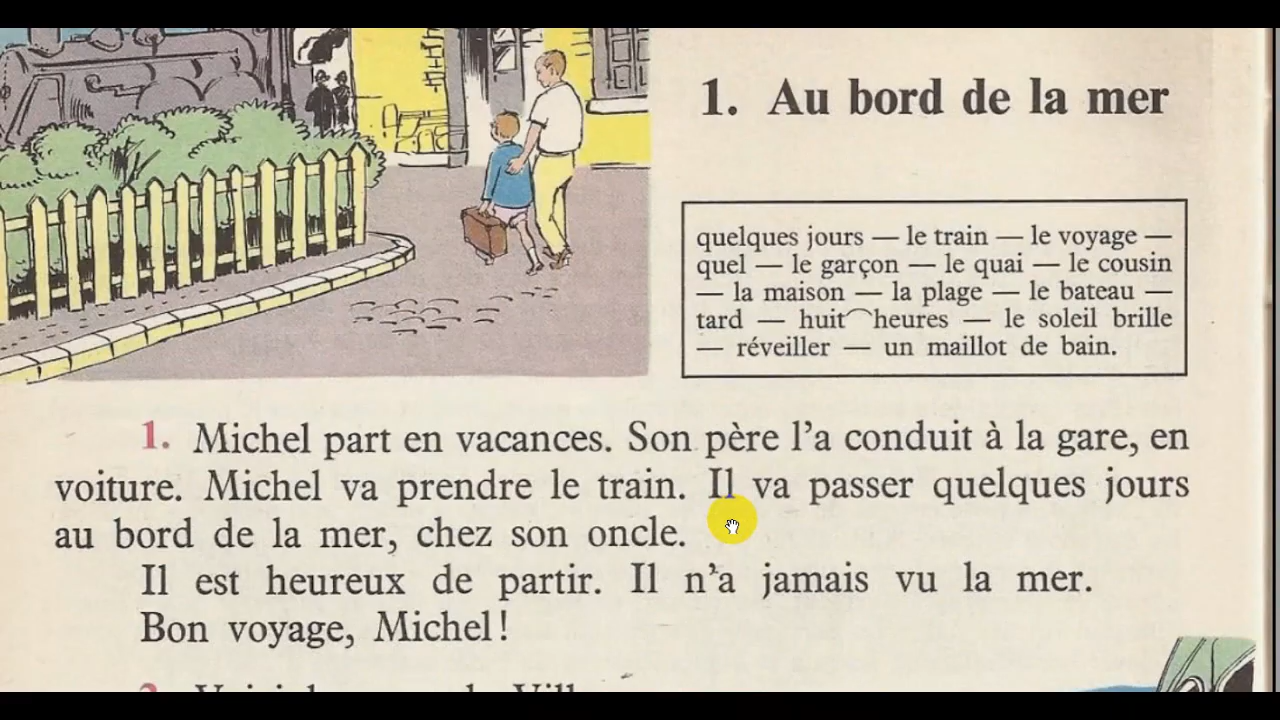 1. Au bord de la mer
quelques jours — le train — le voyage —
quel — le garçon — le quai — le cousin
— la maison — la plage — le bateau —
tard — huit⁀heures — le soleil brille
— réveiller — un maillot de bain.
1. Michel part en vacances. Son père l'a conduit à la gare, en
voiture. Michel va prendre le train. Il va passer quelques jours
au bord de la mer, chez son oncle.
Il est heureux de partir. Il n'a jamais vu la mer.
Bon voyage, Michel!